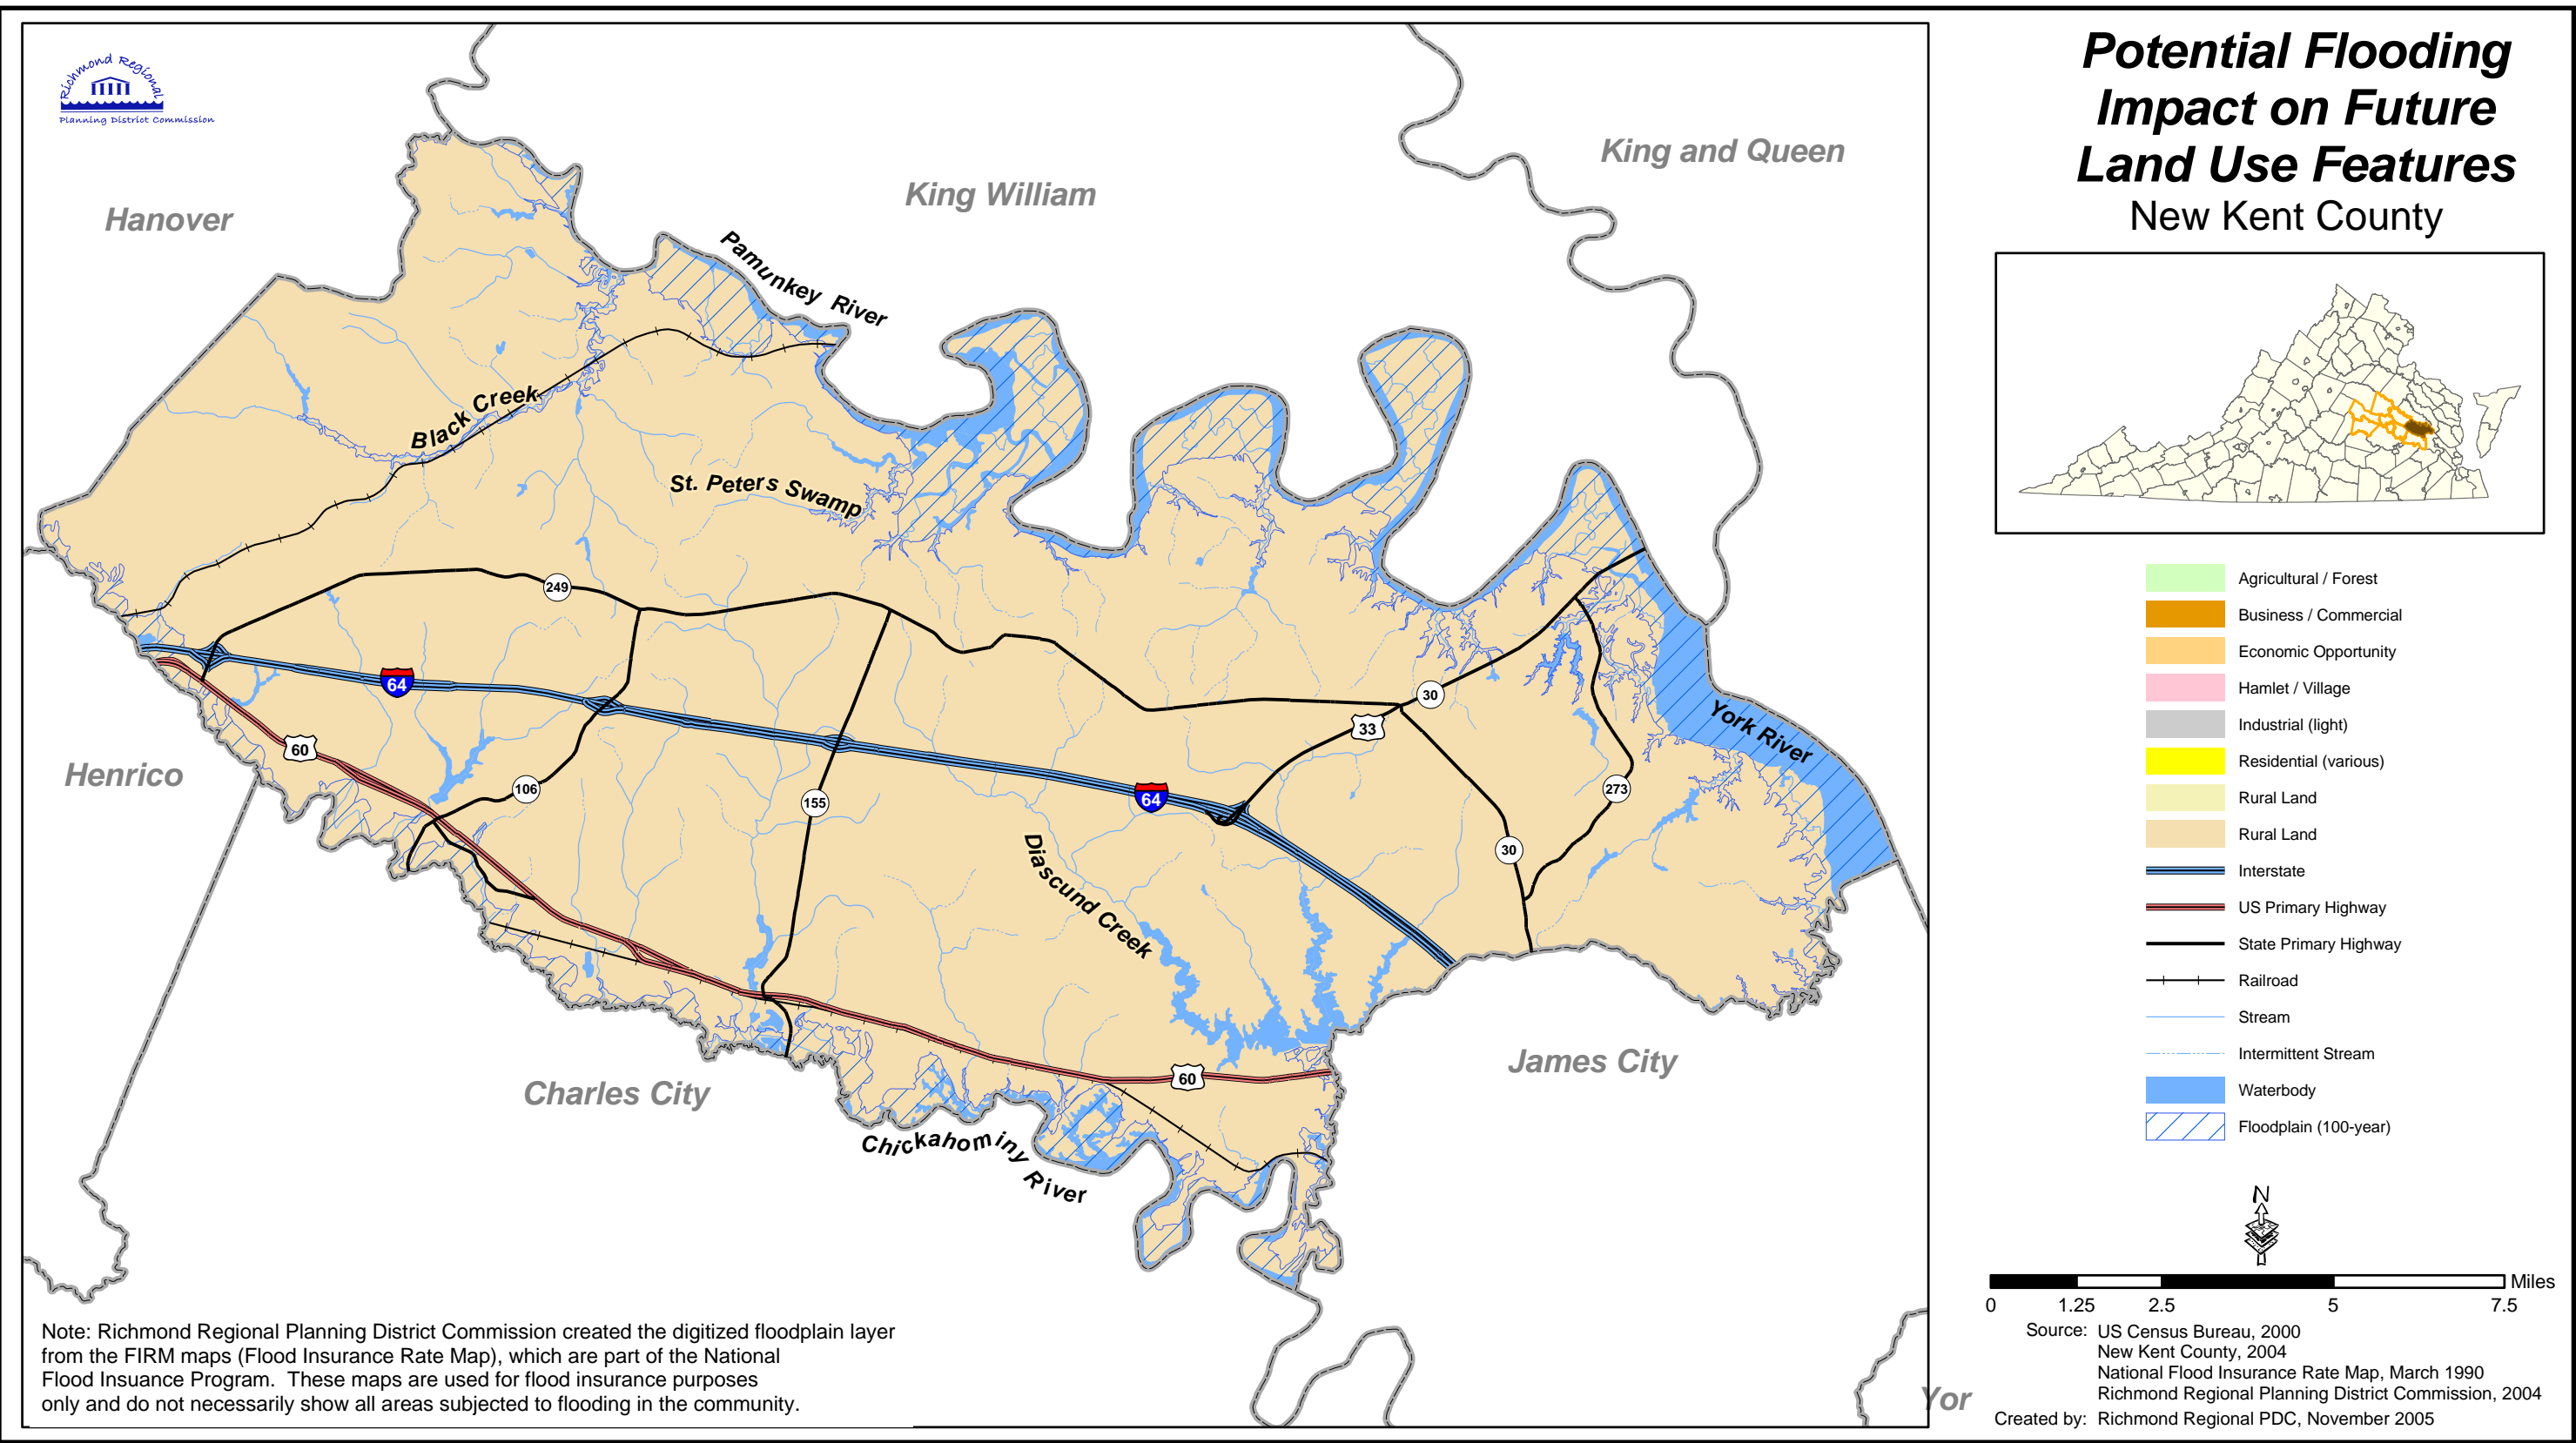 Richmond Regional
Planning District Commission
Potential Flooding
Impact on Future
Land Use Features
New Kent County
Hanover
King William
King and Queen
Henrico
Charles City
James City
Yor
Pamunkey River
Black Creek
St. Peters Swamp
York River
Diascund Creek
Chickahominy River
249
64
60
106
155
64
33
30
273
30
60
Agricultural / Forest
Business / Commercial
Economic Opportunity
Hamlet / Village
Industrial (light)
Residential (various)
Rural Land
Rural Land
Interstate
US Primary Highway
State Primary Highway
Railroad
Stream
Intermittent Stream
Waterbody
Floodplain (100-year)
N
Miles
0 1.25 2.5 5 7.5
Source: US Census Bureau, 2000
New Kent County, 2004
National Flood Insurance Rate Map, March 1990
Richmond Regional Planning District Commission, 2004
Created by: Richmond Regional PDC, November 2005
Note: Richmond Regional Planning District Commission created the digitized floodplain layer
from the FIRM maps (Flood Insurance Rate Map), which are part of the National
Flood Insuance Program. These maps are used for flood insurance purposes
only and do not necessarily show all areas subjected to flooding in the community.